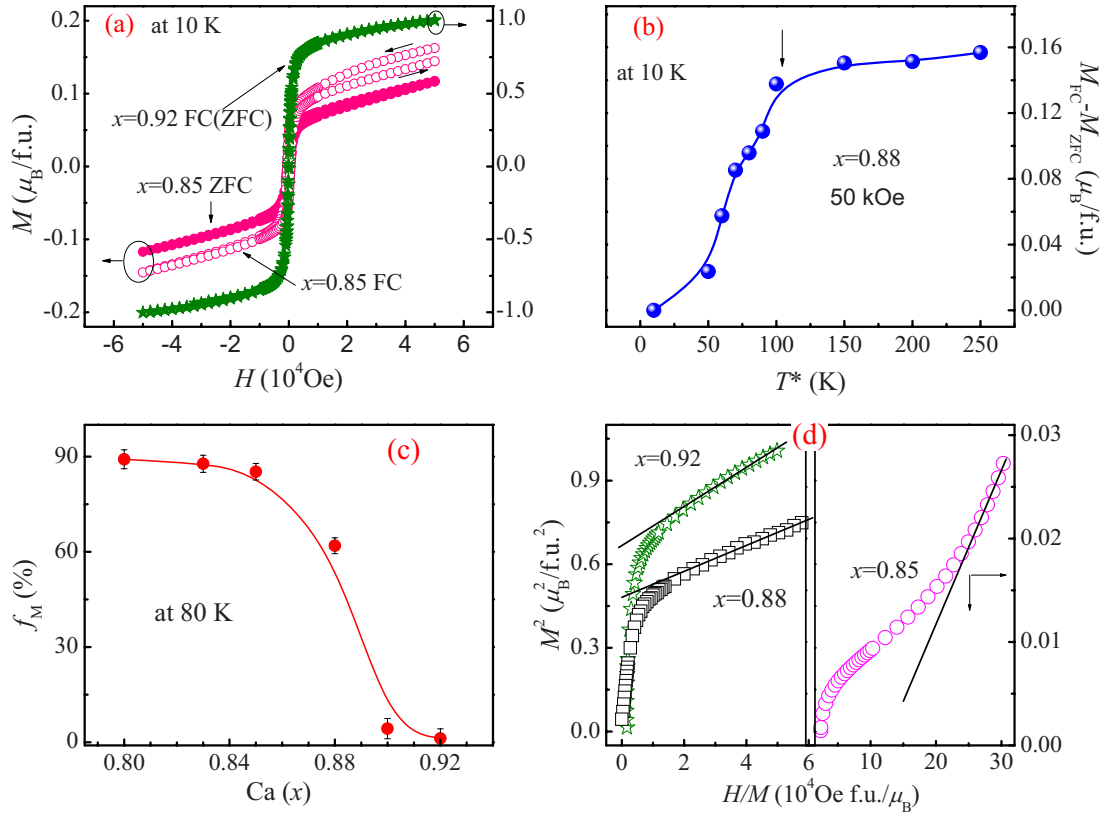 (a)
at 10 K
x=0.92 FC(ZFC)
x=0.85 ZFC
x=0.85 FC
M (μB/f.u.)
0.2
0.1
0.0
-0.1
-0.2
1.0
0.5
0.0
-0.5
-1.0
-6 -4 -2 0 2 4 6
H (10⁴Oe)
(b)
at 10 K
x=0.88
50 kOe
0.16
0.12
0.08
0.04
0.00
MFC-MZFC (μB/f.u.)
0 50 100 150 200 250
T* (K)
(c)
at 80 K
fM (%)
90
60
30
0
0.80 0.84 0.88 0.92
Ca (x)
(d)
x=0.92
x=0.88
x=0.85
M² (μB²/f.u.²)
0.9
0.6
0.3
0.0
0.03
0.02
0.01
0.00
0 2 4 6 10 20 30
H/M (10⁴Oe f.u./μB)